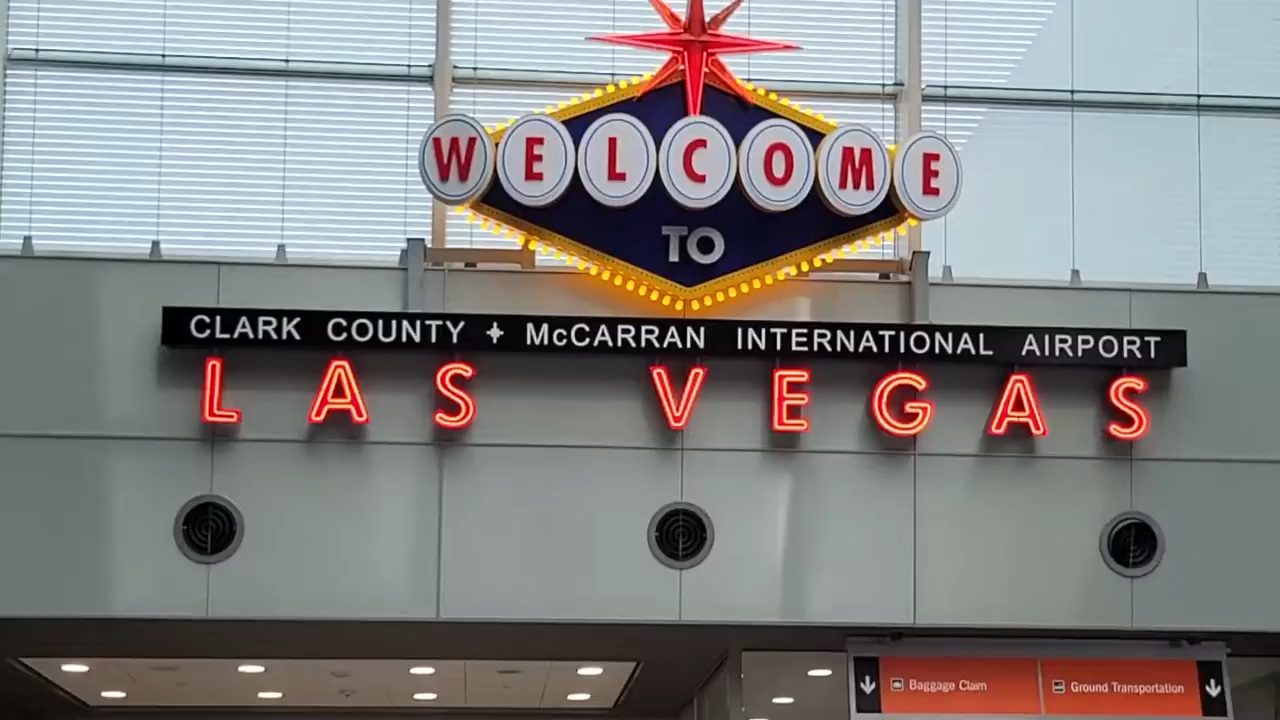 WELCOME
TO
CLARK COUNTY McCARRAN INTERNATIONAL AIRPORT
LAS VEGAS
Baggage Claim Ground Transportation